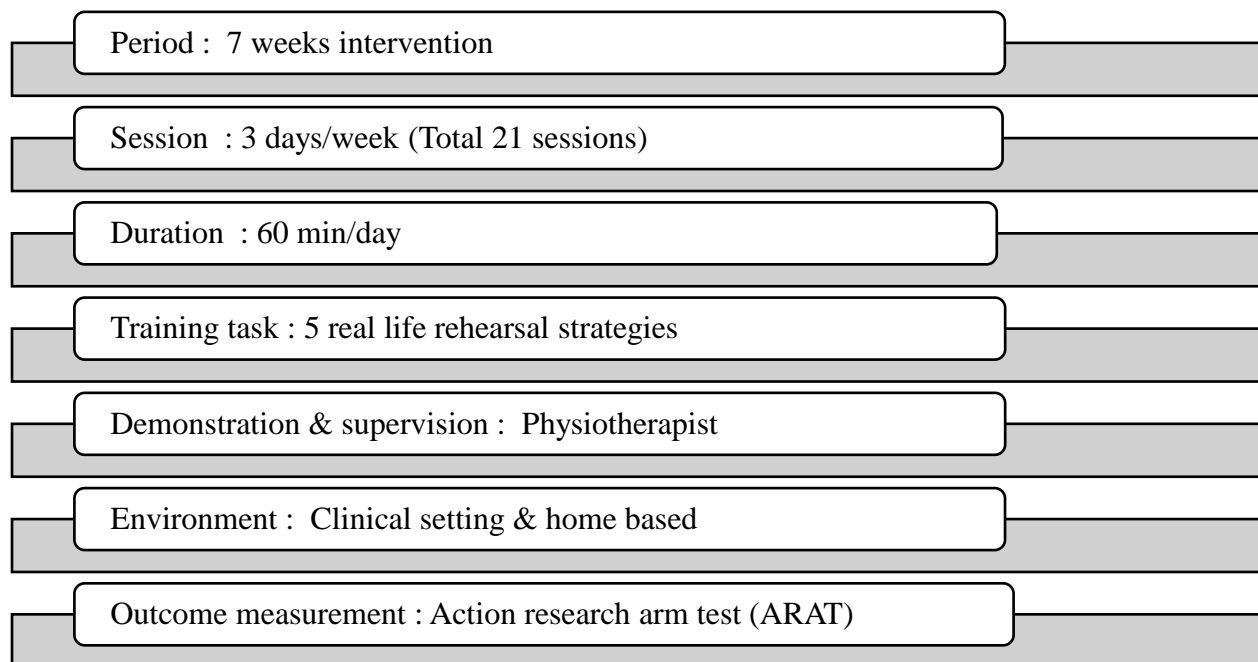 Period : 7 weeks intervention
Session : 3 days/week (Total 21 sessions)
Duration : 60 min/day
Training task : 5 real life rehearsal strategies
Demonstration & supervision : Physiotherapist
Environment : Clinical setting & home based
Outcome measurement : Action research arm test (ARAT)